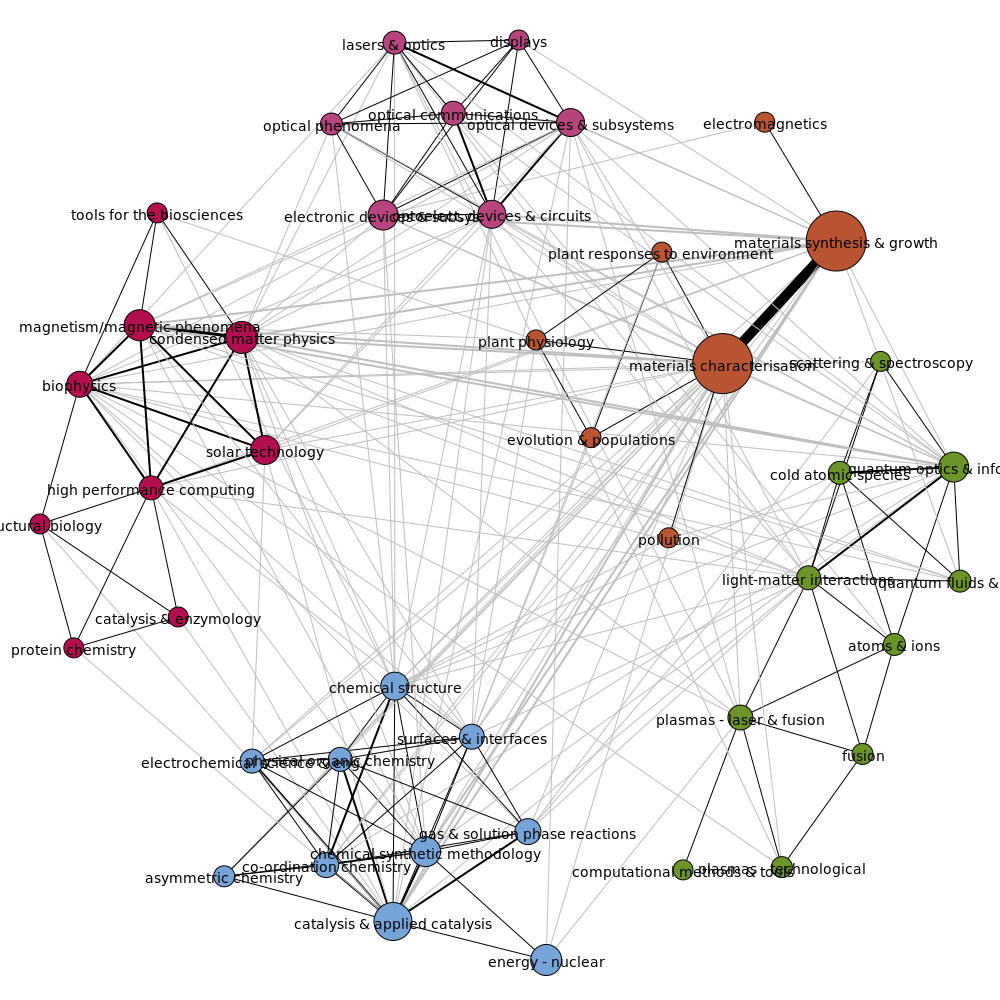 lasers & optics
displays
optical communications
optical phenomena
optical devices & subsystems
electromagnetics
tools for the biosciences
electronic devices & subsys
optoelect. devices & circuits
materials synthesis & growth
plant responses to environment
magnetism/magnetic phenomena
condensed matter physics
plant physiology
materials characterisation
scattering & spectroscopy
biophysics
evolution & populations
solar technology
quantum optics & info
cold atomic species
high performance computing
uctural biology
pollution
light-matter interactions
quantum fluids &
catalysis & enzymology
protein chemistry
atoms & ions
chemical structure
plasmas - laser & fusion
surfaces & interfaces
fusion
electrochemical science & eng
physical organic chemistry
gas & solution phase reactions
chemical synthetic methodology
co-ordination chemistry
asymmetric chemistry
computational methods & tools
plasmas - technological
catalysis & applied catalysis
energy - nuclear